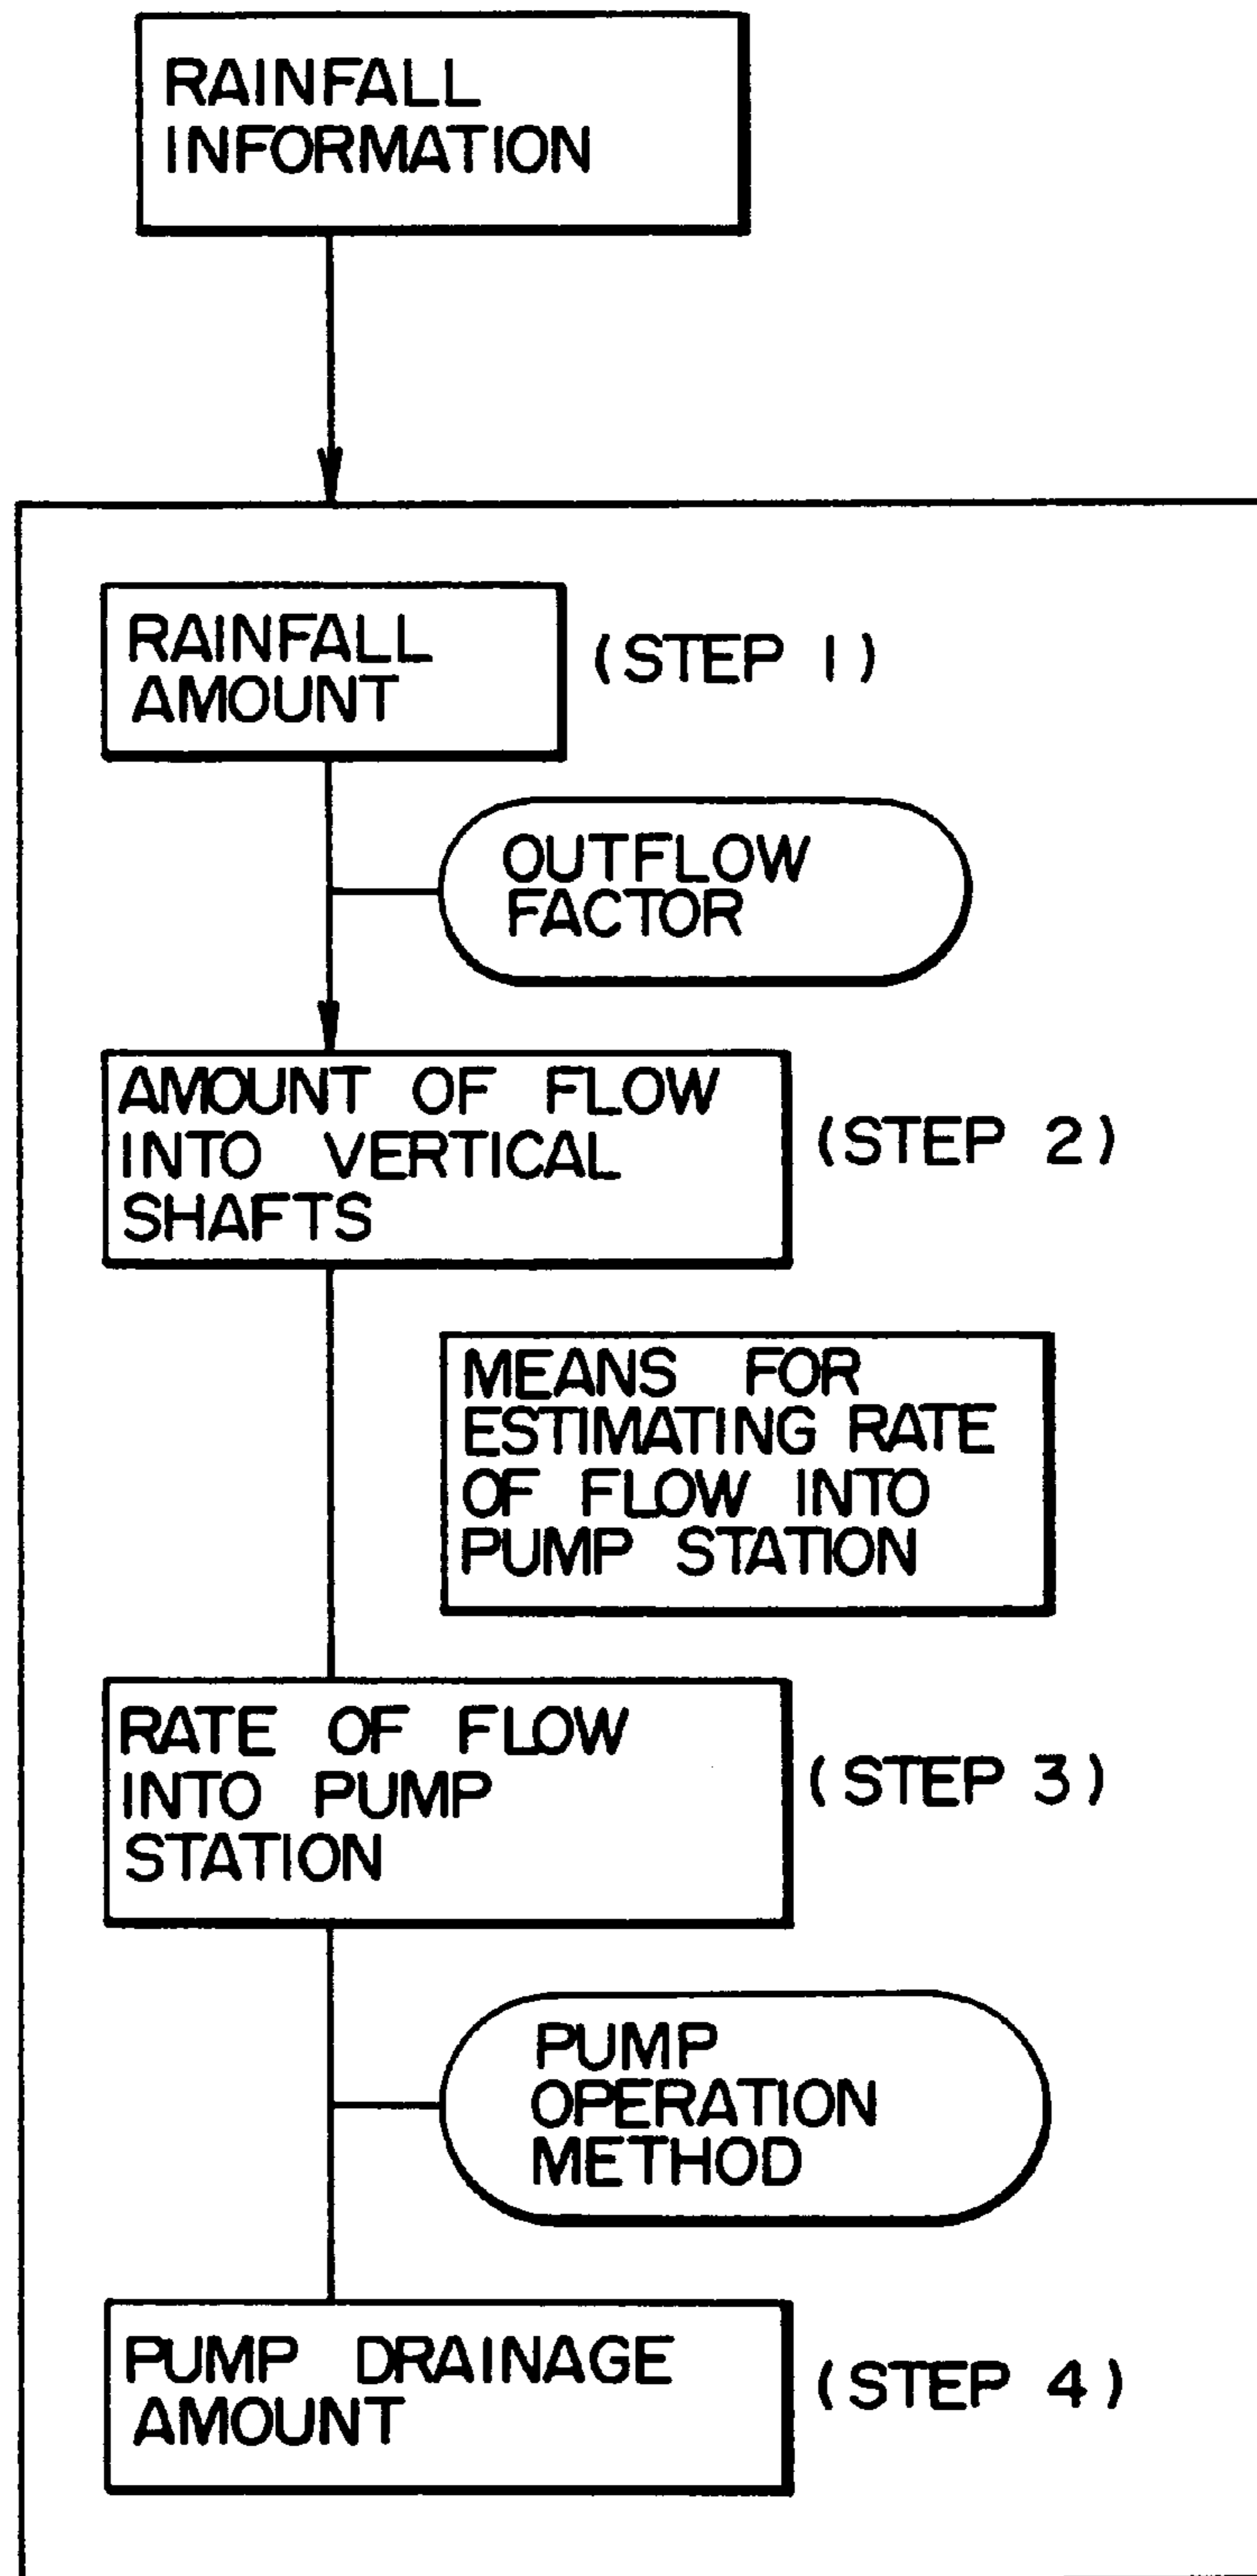 RAINFALL
INFORMATION
RAINFALL
AMOUNT
(STEP 1)
OUTFLOW
FACTOR
AMOUNT OF FLOW
INTO VERTICAL
SHAFTS
(STEP 2)
MEANS FOR
ESTIMATING RATE
OF FLOW INTO
PUMP STATION
RATE OF FLOW
INTO PUMP
STATION
(STEP 3)
PUMP
OPERATION
METHOD
PUMP DRAINAGE
AMOUNT
(STEP 4)